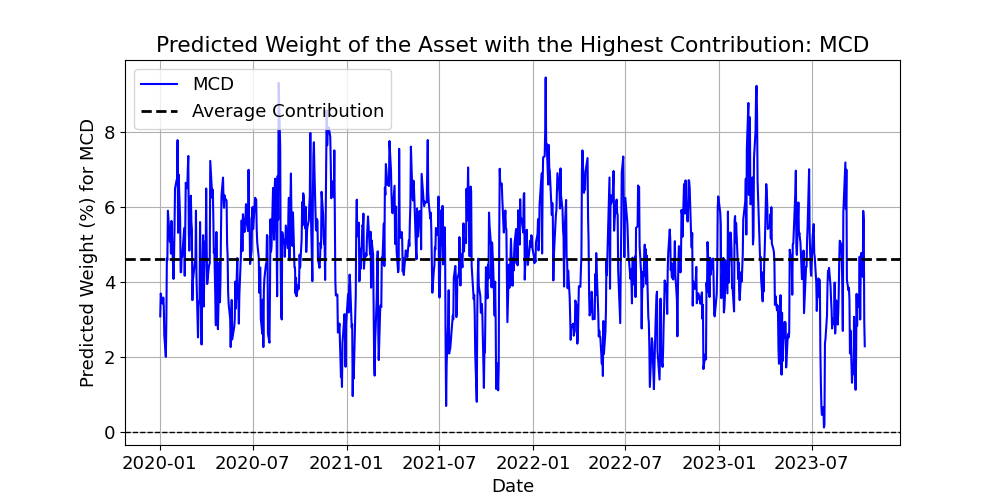 Predicted Weight of the Asset with the Highest Contribution: MCD
MCD
Average Contribution
Predicted Weight (%) for MCD
8
6
4
2
0
2020-01 2020-07 2021-01 2021-07 2022-01 2022-07 2023-01 2023-07
Date